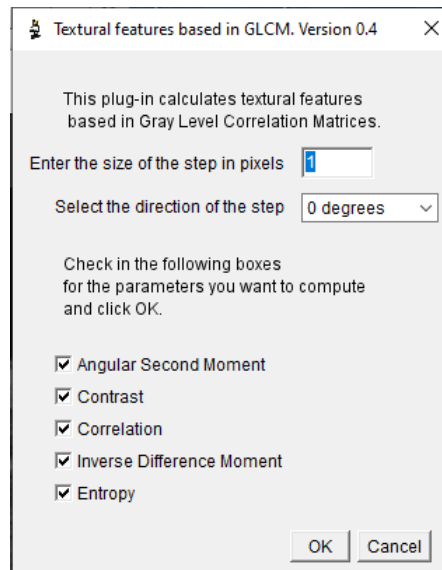 Textural features based in GLCM. Version 0.4
This plug-in calculates textural features
based in Gray Level Correlation Matrices.
Enter the size of the step in pixels 1
Select the direction of the step 0 degrees
Check in the following boxes
for the parameters you want to compute
and click OK.
Angular Second Moment
Contrast
Correlation
Inverse Difference Moment
Entropy
OK Cancel